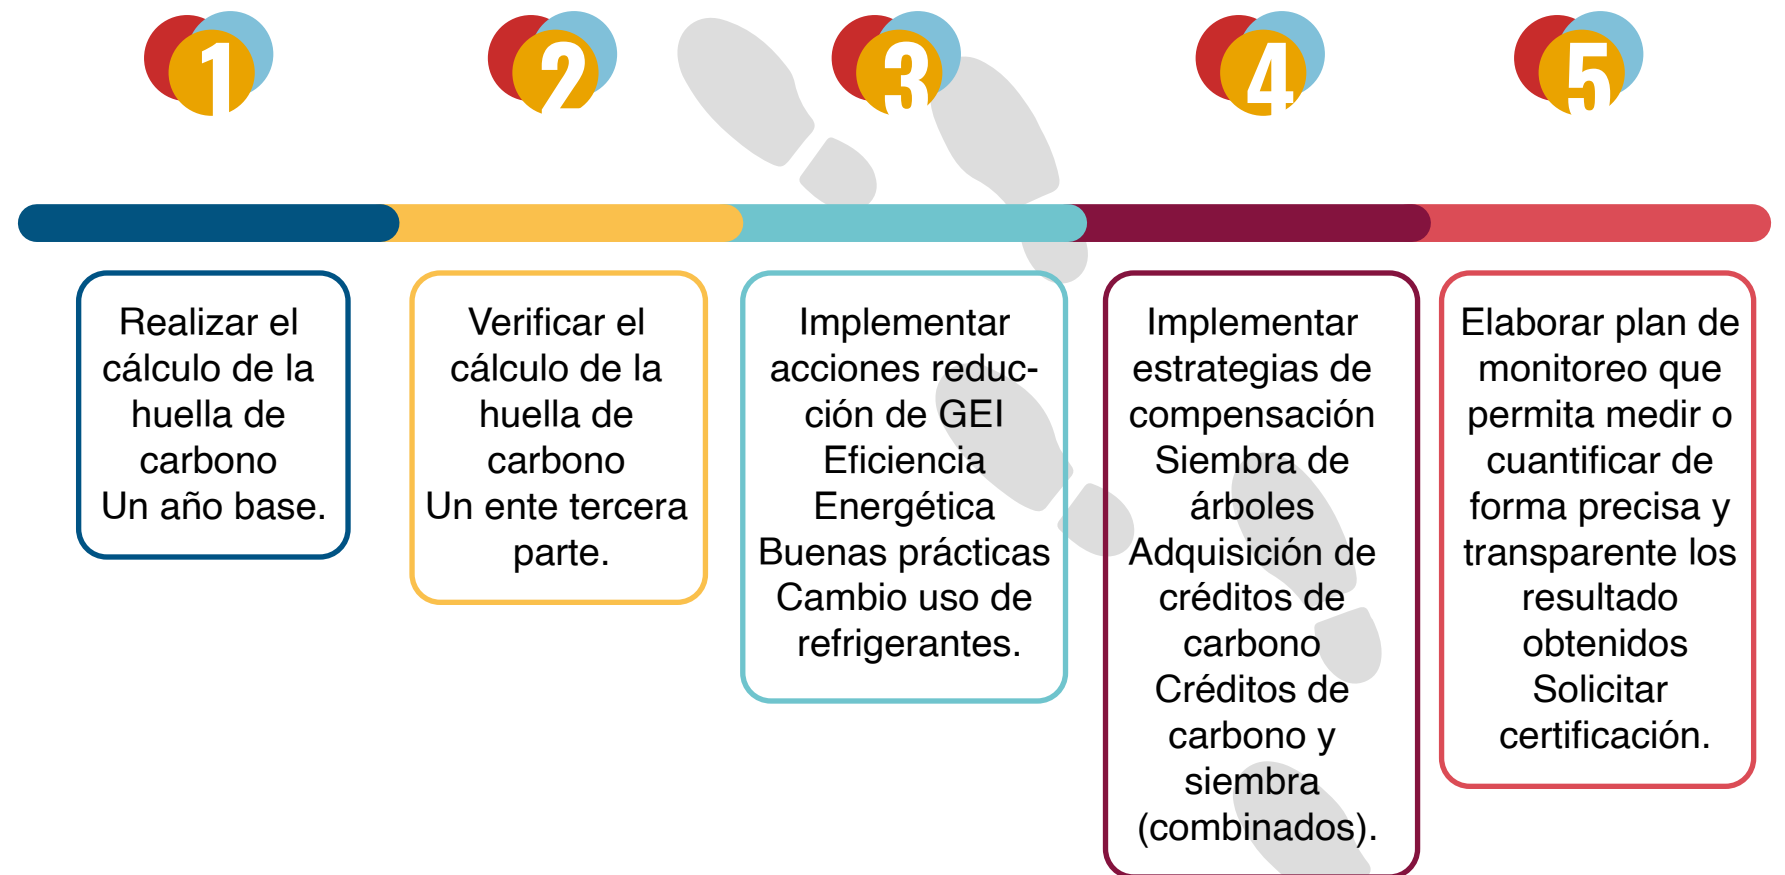 1
2
3
4
5
Realizar el
cálculo de la
huella de
carbono
Un año base.
Verificar el
cálculo de la
huella de
carbono
Un ente tercera
parte.
Implementar
acciones reduc-
ción de GEI
Eficiencia
Energética
Buenas prácticas
Cambio uso de
refrigerantes.
Implementar
estrategias de
compensación
Siembra de
árboles
Adquisición de
créditos de
carbono
Créditos de
carbono y
siembra
(combinados).
Elaborar plan de
monitoreo que
permita medir o
cuantificar de
forma precisa y
transparente los
resultado
obtenidos
Solicitar
certificación.